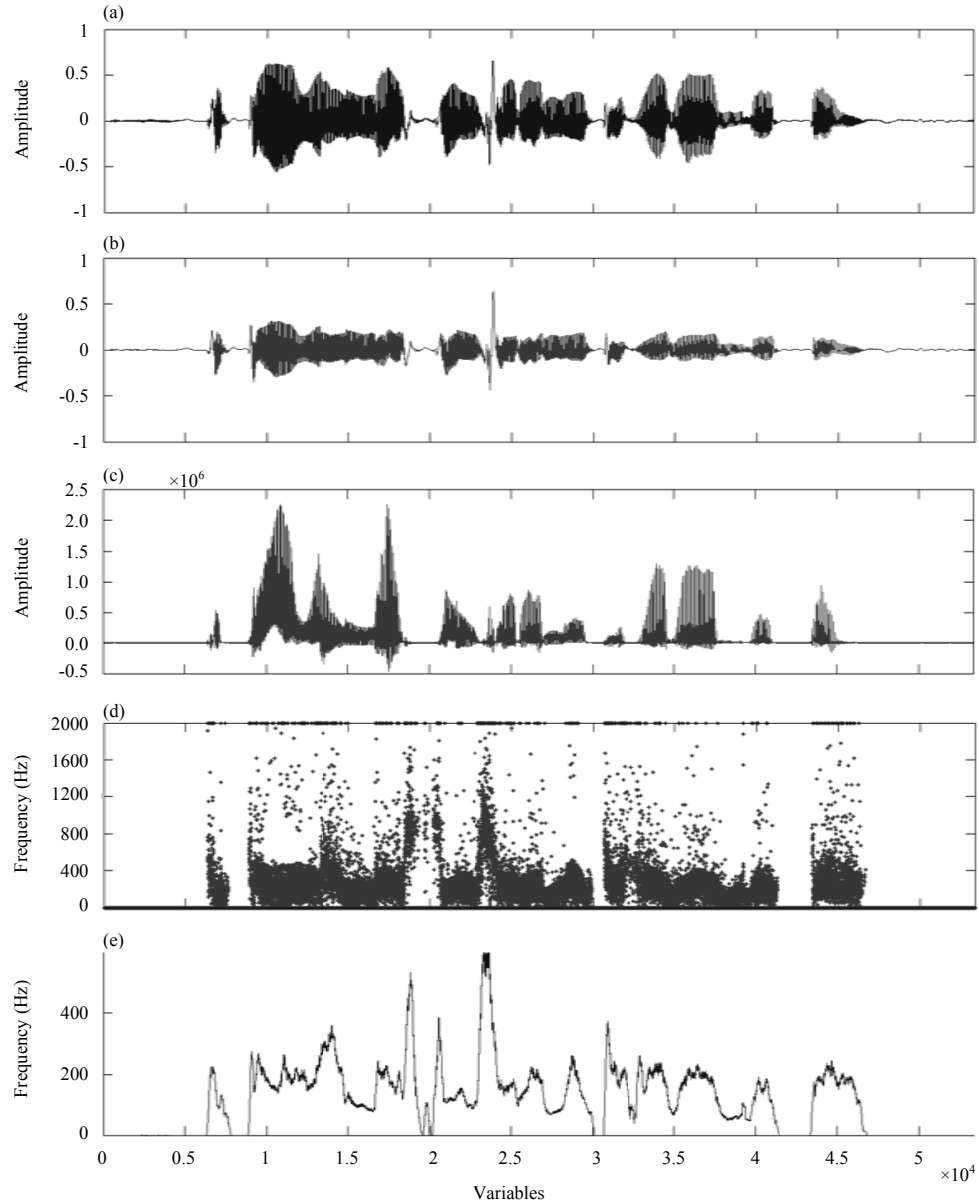 (a)
1
0.5
0
-0.5
-1
Amplitude
(b)
1
0.5
0
-0.5
-1
Amplitude
(c)
×10⁶
2.5
2.0
1.5
1.0
0.5
0.0
-0.5
Amplitude
(d)
2000
1600
1200
800
400
0
Frequency (Hz)
(e)
400
200
0
Frequency (Hz)
0 0.5 1 1.5 2 2.5 3 3.5 4 4.5 5
×10⁴
Variables